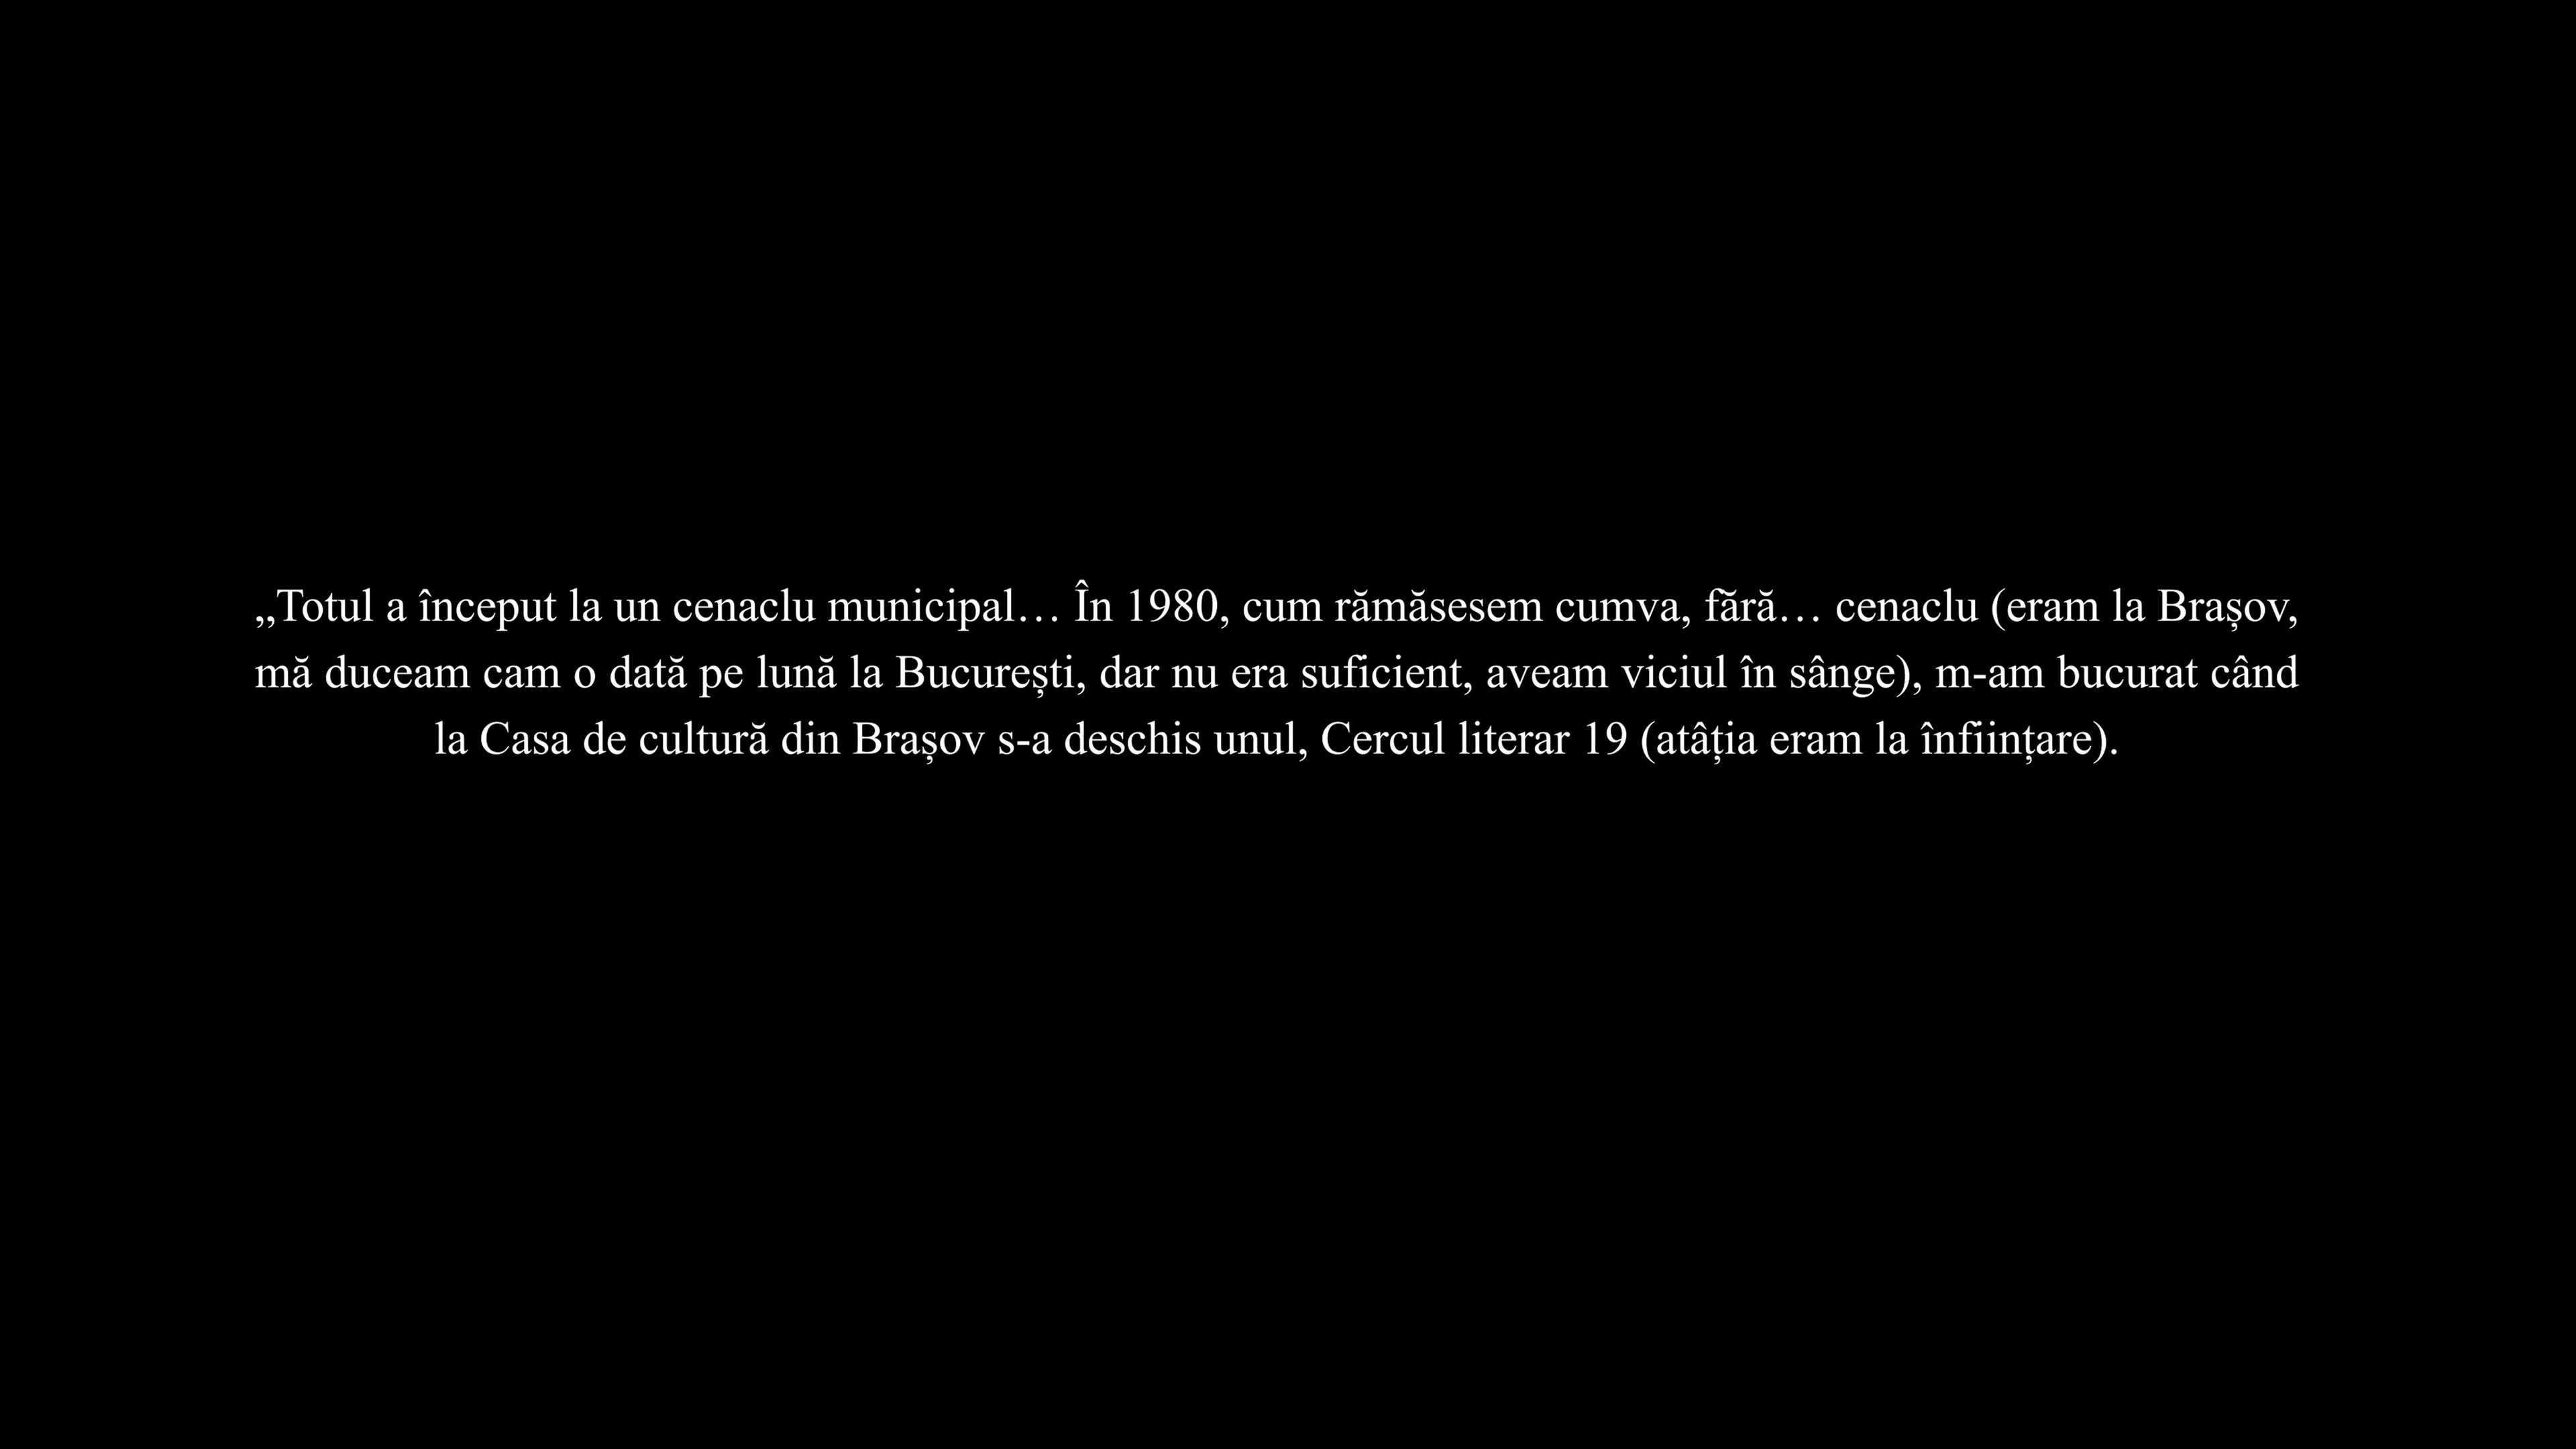 „Totul a început la un cenaclu municipal… În 1980, cum rămăsesem cumva, fără… cenaclu (eram la Brașov,
mă duceam cam o dată pe lună la București, dar nu era suficient, aveam viciul în sânge), m-am bucurat când
la Casa de cultură din Brașov s-a deschis unul, Cercul literar 19 (atâția eram la înființare).